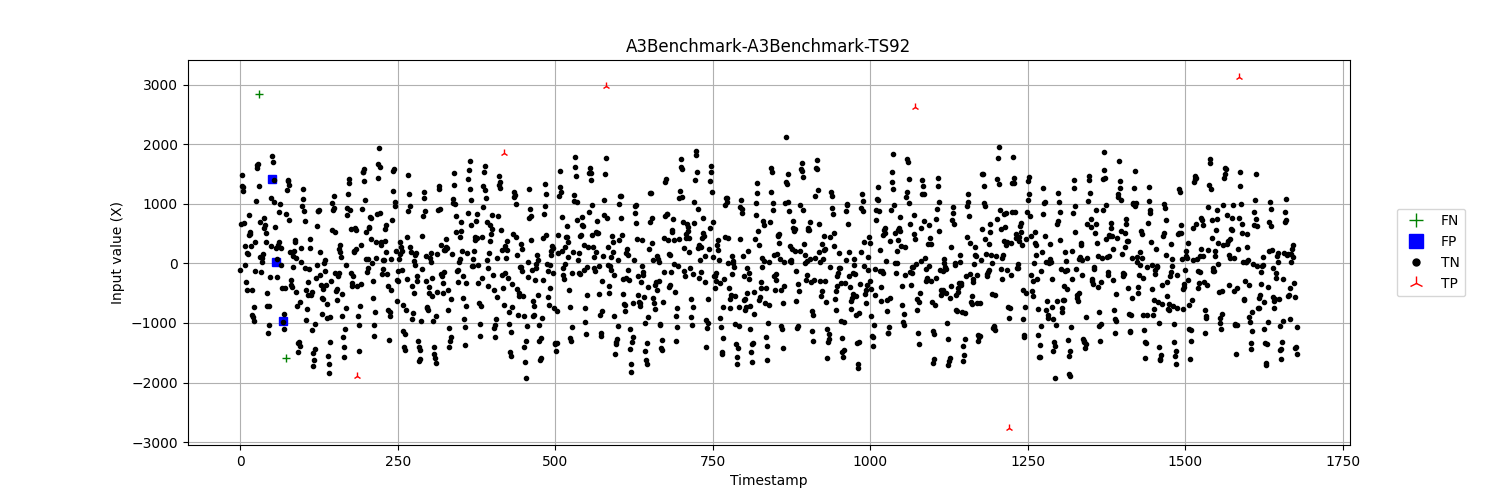 A3Benchmark-A3Benchmark-TS92
Input value (X)
3000
2000
1000
0
−1000
−2000
−3000
0 250 500 750 1000 1250 1500 1750
Timestamp
FN
FP
TN
TP